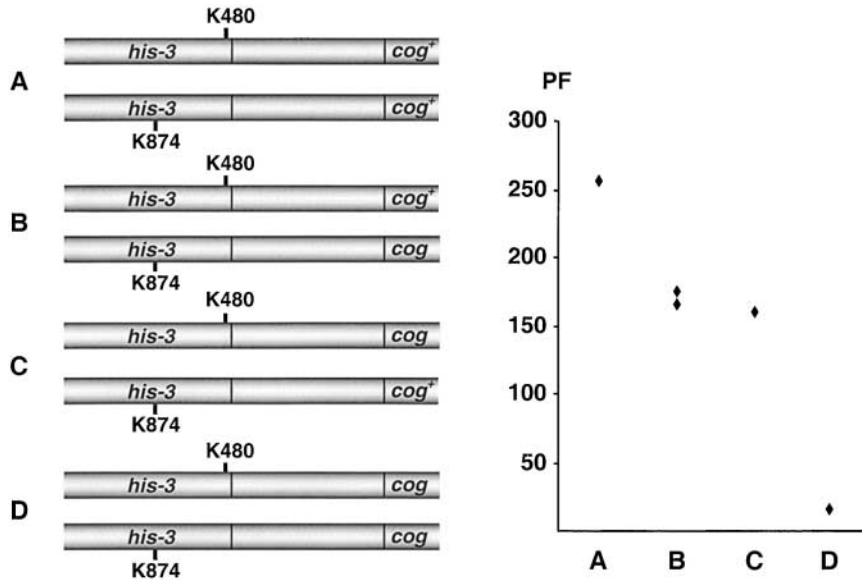 K480
his-3 cog+
A
his-3 cog+
K874
K480
his-3 cog+
B
his-3 cog
K874
K480
his-3 cog
C
his-3 cog+
K874
K480
his-3 cog
D
his-3 cog
K874
PF
300
250
200
150
100
50
A B C D